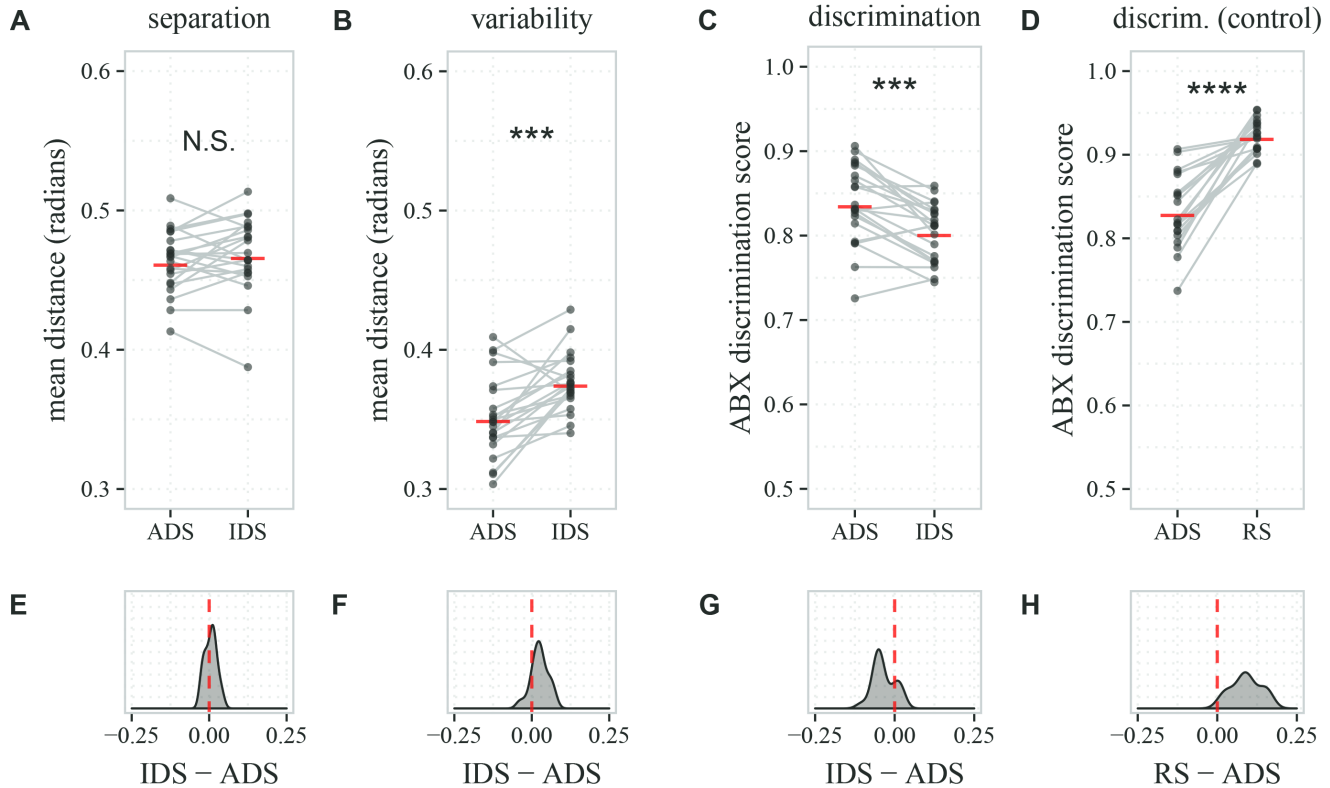 A separation
mean distance (radians)
0.6
0.5
0.4
0.3
N.S.
ADS IDS
B variability
mean distance (radians)
0.6
0.5
0.4
0.3
***
ADS IDS
C discrimination
ABX discrimination score
1.0
0.9
0.8
0.7
0.6
0.5
***
ADS IDS
D discrim. (control)
ABX discrimination score
1.0
0.9
0.8
0.7
0.6
0.5
****
ADS RS
E
−0.25 0.00 0.25
IDS − ADS
F
−0.25 0.00 0.25
IDS − ADS
G
−0.25 0.00 0.25
IDS − ADS
H
−0.25 0.00 0.25
RS − ADS